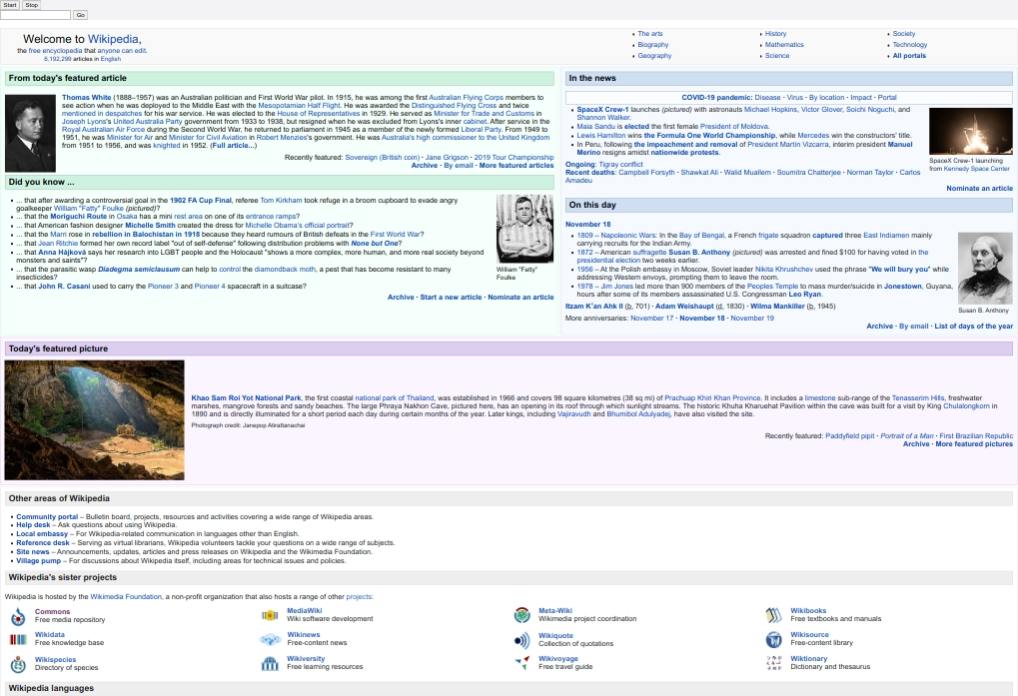 Start Stop
Go
Welcome to Wikipedia,
the free encyclopedia that anyone can edit.
6,192,299 articles in English
The arts
Biography
Geography
History
Mathematics
Science
Society
Technology
All portals
From today's featured article
Thomas White (1888–1957) was an Australian politician and First World War pilot. In 1915, he was among the first Australian Flying Corps members to
see action when he was deployed to the Middle East with the Mesopotamian Half Flight. He was awarded the Distinguished Flying Cross and twice
mentioned in despatches for his service. He was elected to the House of Representatives in 1929. He served as Minister for Trade and Customs in
Joseph Lyons's United Australia Party government from 1933 to 1938, but resigned when he was excluded from Lyons's inner cabinet. After service in the
Royal Australian Air Force during the Second World War, he returned to parliament in 1945 as a member of the newly formed Liberal Party. From 1949 to
1951, he was Minister for Air and Minister for Civil Aviation in Robert Menzies's government. He was Australia's high commissioner to the United Kingdom
from 1951 to 1956, and was knighted in 1952. (Full article...)
Recently featured: Sovereign (British coin) · Jane Grigson · 2019 Tour Championship
Archive · By email · More featured articles
Did you know ...
... that after awarding a controversial goal in the 1902 FA Cup Final, referee Tom Kirkham took refuge in a broom cupboard to evade angry
goalkeeper William "Fatty" Foulke (pictured)?
... that the Moriguchi Route in Osaka has a mini rest area on one of its entrance ramps?
... that American fashion designer Michelle Smith created the dress for Michelle Obama's official portrait?
... that the Marri rose in rebellion in Balochistan in 1918 because they heard rumours of British defeats in the First World War?
... that Jean Ritchie formed her own record label "out of self-defense" following distribution problems with None but One?
... that Anna Hájková says her research into LGBT people and the Holocaust "shows a more complex, more human, and more real society beyond
monsters and saints"?
... that the parasitic wasp Diadegma semiclausum can help to control the diamondback moth, a pest that has become resistant to many
insecticides?
... that John R. Casani used to carry the Pioneer 3 and Pioneer 4 spacecraft in a suitcase?
William "Fatty"
Foulke
Archive · Start a new article · Nominate an article
In the news
COVID-19 pandemic: Disease · Virus · By location · Impact · Portal
SpaceX Crew-1 launches (pictured) with astronauts Michael Hopkins, Victor Glover, Soichi Noguchi, and
Shannon Walker.
Maia Sandu is elected the first female President of Moldova.
Lewis Hamilton wins the Formula One World Championship, while Mercedes win the constructors' title.
In Peru, following the impeachment and removal of President Martín Vizcarra, interim president Manuel
Merino resigns amidst nationwide protests.
SpaceX Crew-1 launching
from Kennedy Space Center
Ongoing: Tigray conflict
Recent deaths: Campbell Forsyth · Shawkat Ali · Walid Muallem · Soumitra Chatterjee · Norman Taylor · Carlos
Amadeu
Nominate an article
On this day
November 18
1809 – Napoleonic Wars: In the Bay of Bengal, a French frigate squadron captured three East Indiamen mainly
carrying recruits for the Indian Army.
1872 – American suffragette Susan B. Anthony (pictured) was arrested and fined $100 for having voted in the
presidential election two weeks earlier.
1956 – At the Polish embassy in Moscow, Soviet leader Nikita Khrushchev used the phrase "We will bury you" while
addressing Western envoys, prompting them to leave the room.
1978 – Jim Jones led more than 900 members of the Peoples Temple to mass murder/suicide in Jonestown, Guyana,
hours after some of its members assassinated U.S. Congressman Leo Ryan.
Susan B. Anthony
Itzam Kʼan Ahk II (b, 701) · Adam Weishaupt (d, 1830) · Wilma Mankiller (b, 1945)
More anniversaries: November 17 · November 18 · November 19
Archive · By email · List of days of the year
Today's featured picture
Khao Sam Roi Yot National Park, the first coastal national park of Thailand, was established in 1966 and covers 98 square kilometres (38 sq mi) of Prachuap Khiri Khan Province. It includes a limestone sub-range of the Tenasserim Hills, freshwater
marshes, mangrove forests and sandy beaches. The large Phraya Nakhon Cave, pictured here, has an opening in its roof through which sunlight streams. The historic Khuha Kharuehat Pavilion within the cave was built for a visit by King Chulalongkorn in
1890 and is directly illuminated for a short period each day during certain months of the year. Later kings, including Vajiravudh and Bhumibol Adulyadej, have also visited the site.
Photograph credit: Janepop Atirattanachai
Recently featured: Paddyfield pipit · Portrait of a Man · First Brazilian Republic
Archive · More featured pictures
Other areas of Wikipedia
Community portal – Bulletin board, projects, resources and activities covering a wide range of Wikipedia areas.
Help desk – Ask questions about using Wikipedia.
Local embassy – For Wikipedia-related communication in languages other than English.
Reference desk – Serving as virtual librarians, Wikipedia volunteers tackle your questions on a wide range of subjects.
Site news – Announcements, updates, articles and press releases on Wikipedia and the Wikimedia Foundation.
Village pump – For discussions about Wikipedia itself, including areas for technical issues and policies.
Wikipedia's sister projects
Wikipedia is hosted by the Wikimedia Foundation, a non-profit organization that also hosts a range of other projects:
Commons
Free media repository
MediaWiki
Wiki software development
Meta-Wiki
Wikimedia project coordination
Wikibooks
Free textbooks and manuals
Wikidata
Free knowledge base
Wikinews
Free-content news
Wikiquote
Collection of quotations
Wikisource
Free-content library
Wikispecies
Directory of species
Wikiversity
Free learning resources
Wikivoyage
Free travel guide
Wiktionary
Dictionary and thesaurus
Wikipedia languages